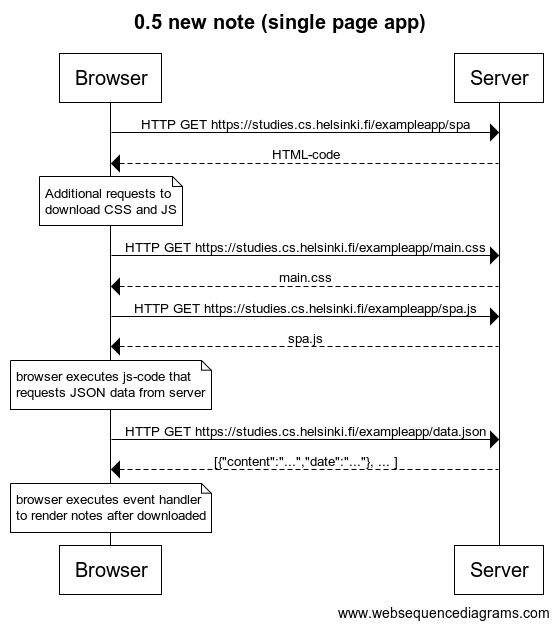 0.5 new note (single page app)
Browser
Server
HTTP GET https://studies.cs.helsinki.fi/exampleapp/spa
HTML-code
Additional requests to
download CSS and JS
HTTP GET https://studies.cs.helsinki.fi/exampleapp/main.css
main.css
HTTP GET https://studies.cs.helsinki.fi/exampleapp/spa.js
spa.js
browser executes js-code that
requests JSON data from server
HTTP GET https://studies.cs.helsinki.fi/exampleapp/data.json
[{"content":"...","date":"..."}, ... ]
browser executes event handler
to render notes after downloaded
Browser
Server
www.websequencediagrams.com